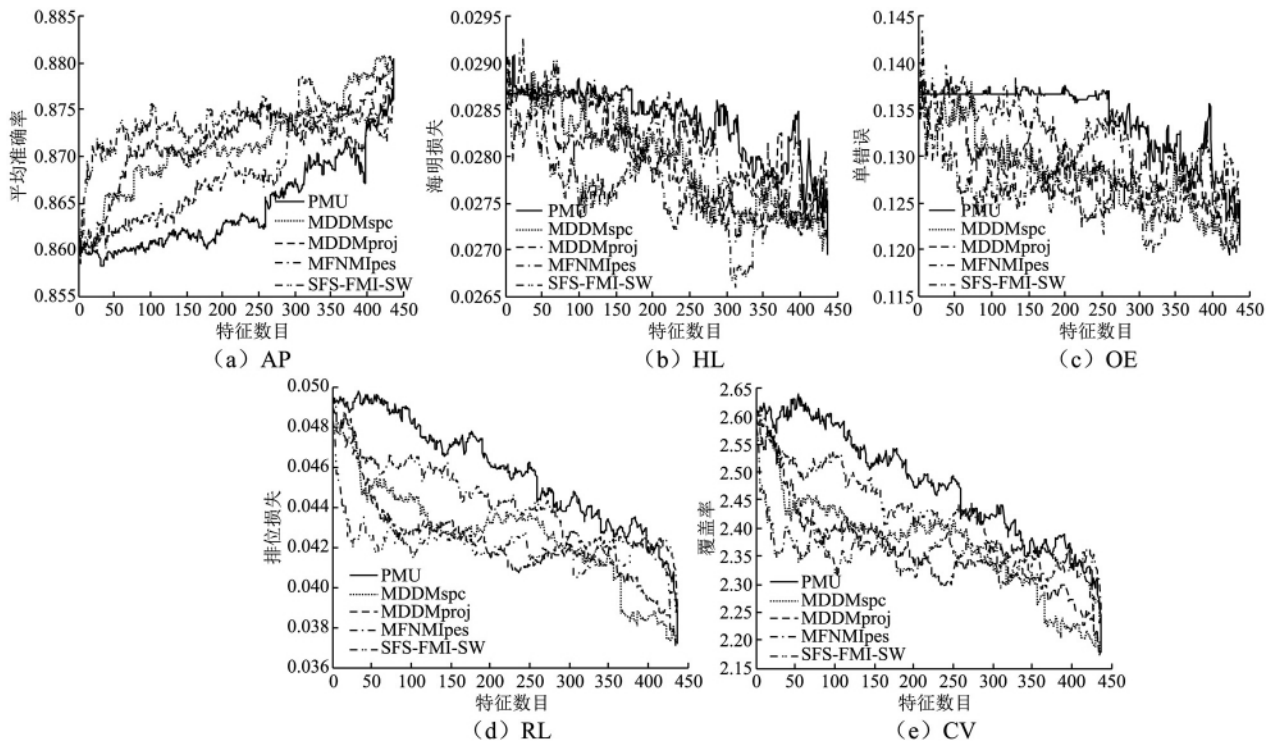 平均准确率
0.885
0.880
0.875
0.870
0.865
0.860
0.855
PMU
MDDMspc
MDDMproj
MFNMIpes
SFS-FMI-SW
0 50 100 150 200 250 300 350 400 450
特征数目
(a) AP
海明损失
0.0295
0.0290
0.0285
0.0280
0.0275
0.0270
0.0265
PMU
MDDMspc
MDDMproj
MFNMIpes
SFS-FMI-SW
0 50 100 150 200 250 300 350 400 450
特征数目
(b) HL
单错误
0.145
0.140
0.135
0.130
0.125
0.120
0.115
PMU
MDDMspc
MDDMproj
MFNMIpes
SFS-FMI-SW
0 50 100 150 200 250 300 350 400 450
特征数目
(c) OE
排位损失
0.050
0.048
0.046
0.044
0.042
0.040
0.038
0.036
PMU
MDDMspc
MDDMproj
MFNMIpes
SFS-FMI-SW
0 50 100 150 200 250 300 350 400 450
特征数目
(d) RL
覆盖率
2.65
2.60
2.55
2.50
2.45
2.40
2.35
2.30
2.25
2.20
2.15
PMU
MDDMspc
MDDMproj
MFNMIpes
SFS-FMI-SW
0 50 100 150 200 250 300 350 400 450
特征数目
(e) CV